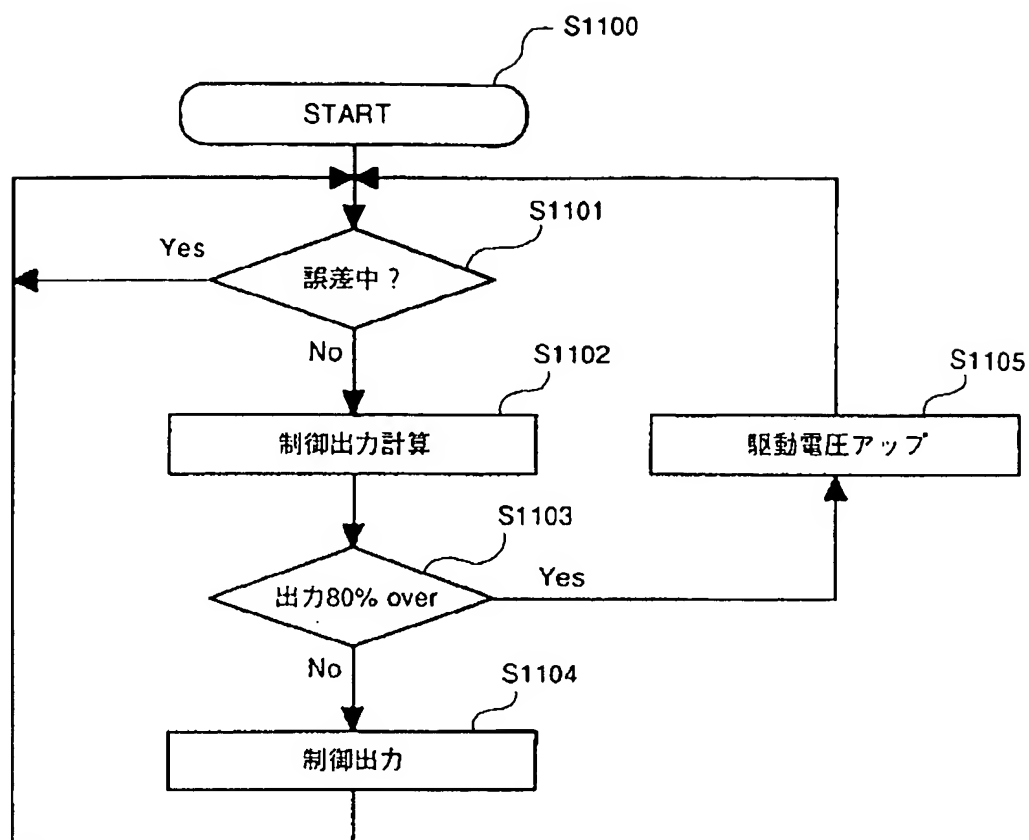 S1100
START
S1101
Yes
誤差中?
No
S1102
S1105
制御出力計算
駆動電圧アップ
S1103
出力80% over
Yes
No
S1104
制御出力